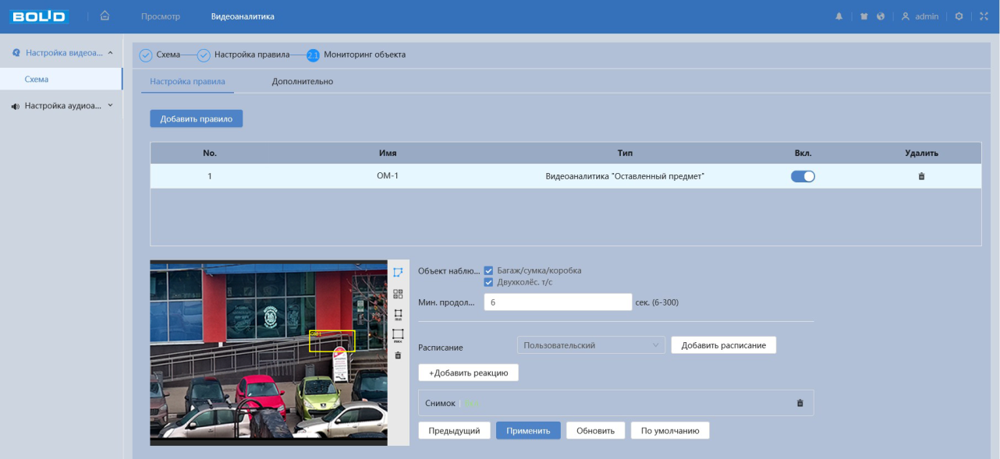 BOLID
Просмотр
Видеоаналитика
admin
Настройка видеоа...
Схема
Настройка аудиоа...
Схема
Настройка правила
2.1
Мониторинг объекта
Настройка правила
Дополнительно
Добавить правило
No. Имя Тип Вкл. Удалить
1 OM-1 Видеоаналитика "Оставленный предмет"
OM-1
Объект наблю... Багаж/сумка/коробка
Двухколёс. т/с
Мин. продол... 6 сек. (6-300)
Расписание Пользовательский Добавить расписание
+Добавить реакцию
Снимок
Предыдущий Применить Обновить По умолчанию